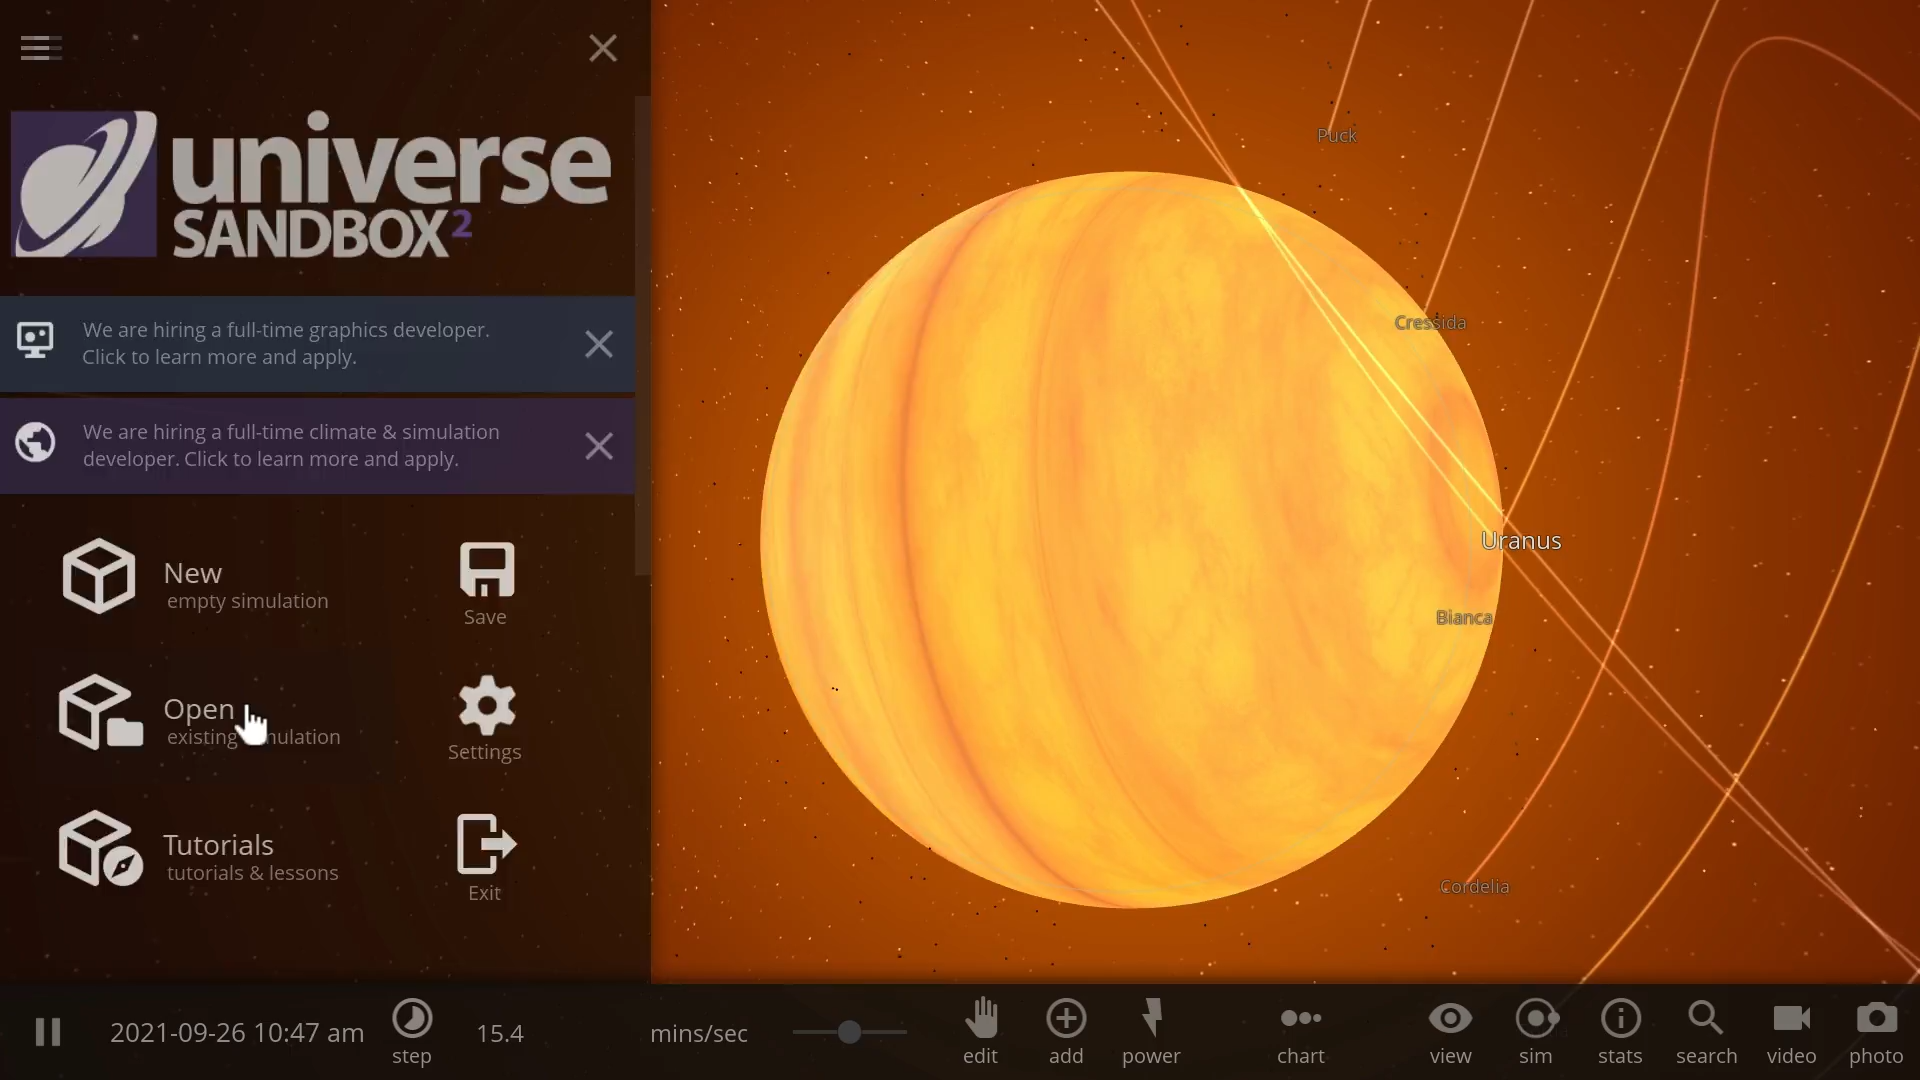 universe
SANDBOX 2
We are hiring a full-time graphics developer.
Click to learn more and apply.
We are hiring a full-time climate & simulation
developer. Click to learn more and apply.
New
empty simulation
Save
Open
existing
Settings
Tutorials
tutorials & lessons
Exit
Puck
Cressida
Uranus
Bianca
Cordelia
2021-09-26 10:47 am
step
15.4
mins/sec
edit
add
power
chart
view
sim
stats
search
video
photo